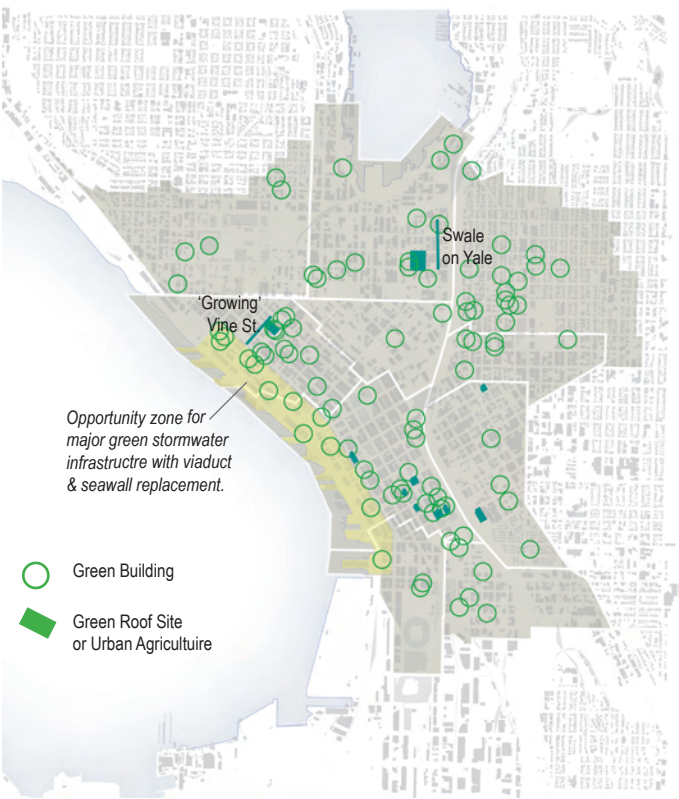 Swale
on Yale
‘Growing’
Vine St.
Opportunity zone for
major green stormwater
infrastructre with viaduct
& seawall replacement.
Green Building
Green Roof Site
or Urban Agricultuire